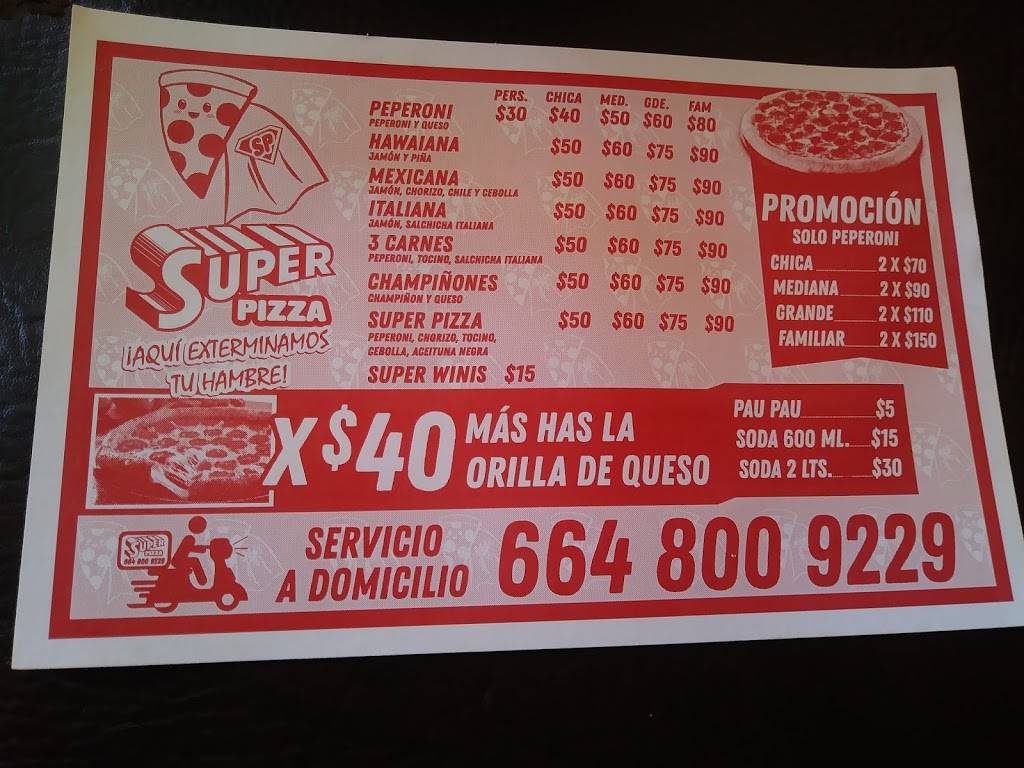 SP
SUPER
PIZZA
¡AQUÍ EXTERMINAMOS
TU HAMBRE!
PERS. CHICA MED. GDE. FAM
PEPERONI $30 $40 $50 $60 $80
PEPERONI Y QUESO
HAWAIANA $50 $60 $75 $90
JAMÓN Y PIÑA
MEXICANA $50 $60 $75 $90
JAMÓN, CHORIZO, CHILE Y CEBOLLA
ITALIANA $50 $60 $75 $90
JAMÓN, SALCHICHA ITALIANA
3 CARNES $50 $60 $75 $90
PEPERONI, TOCINO, SALCHICHA ITALIANA
CHAMPIÑONES $50 $60 $75 $90
CHAMPIÑON Y QUESO
SUPER PIZZA $50 $60 $75 $90
PEPERONI, CHORIZO, TOCINO,
CEBOLLA, ACEITUNA NEGRA
SUPER WINIS $15
PROMOCIÓN
SOLO PEPERONI
CHICA 2 X $70
MEDIANA 2 X $90
GRANDE 2 X $110
FAMILIAR 2 X $150
X $40 MÁS HAS LA
ORILLA DE QUESO
PAU PAU $5
SODA 600 ML. $15
SODA 2 LTS. $30
SUPER
PIZZA
664 800 9229
SERVICIO
A DOMICILIO
664 800 9229